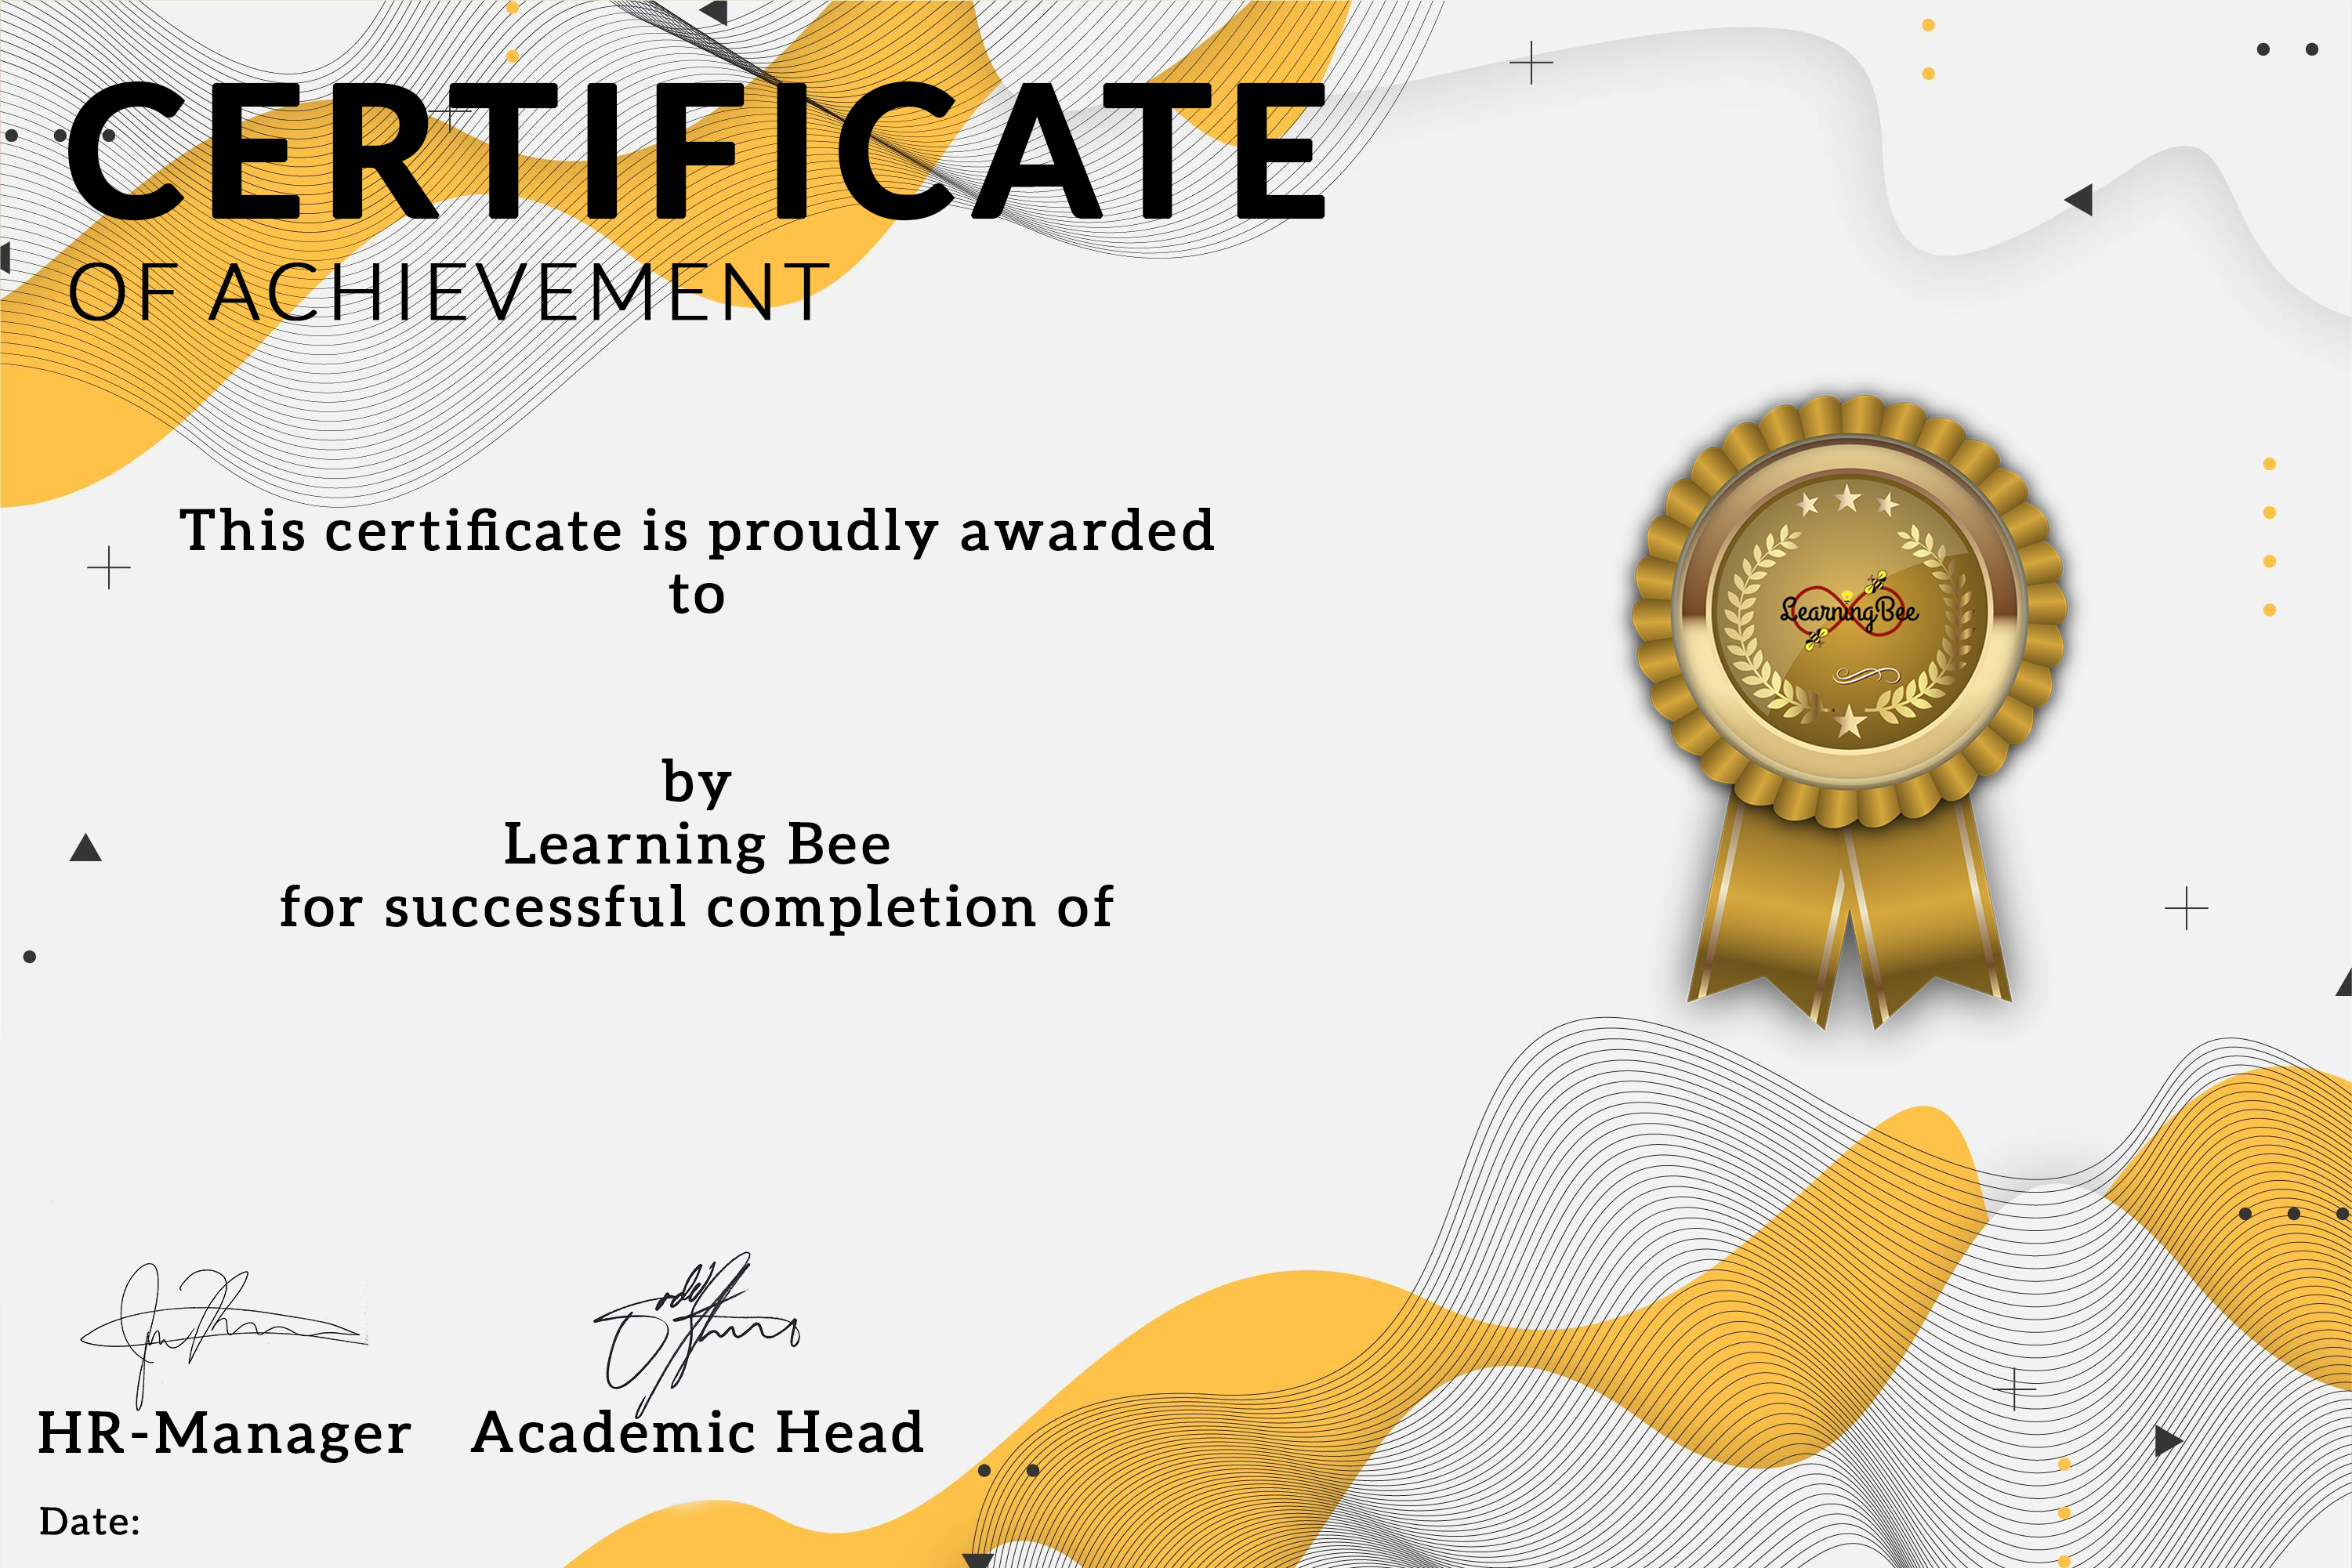 CERTIFICATE
OF ACHIEVEMENT
This certificate is proudly awarded
to
LearningBee
by
Learning Bee
for successful completion of
HR-Manager
Academic Head
Date: